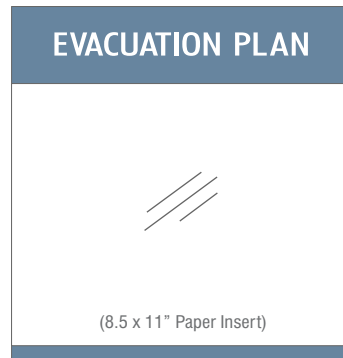 EVACUATION PLAN
(8.5 x 11” Paper Insert)